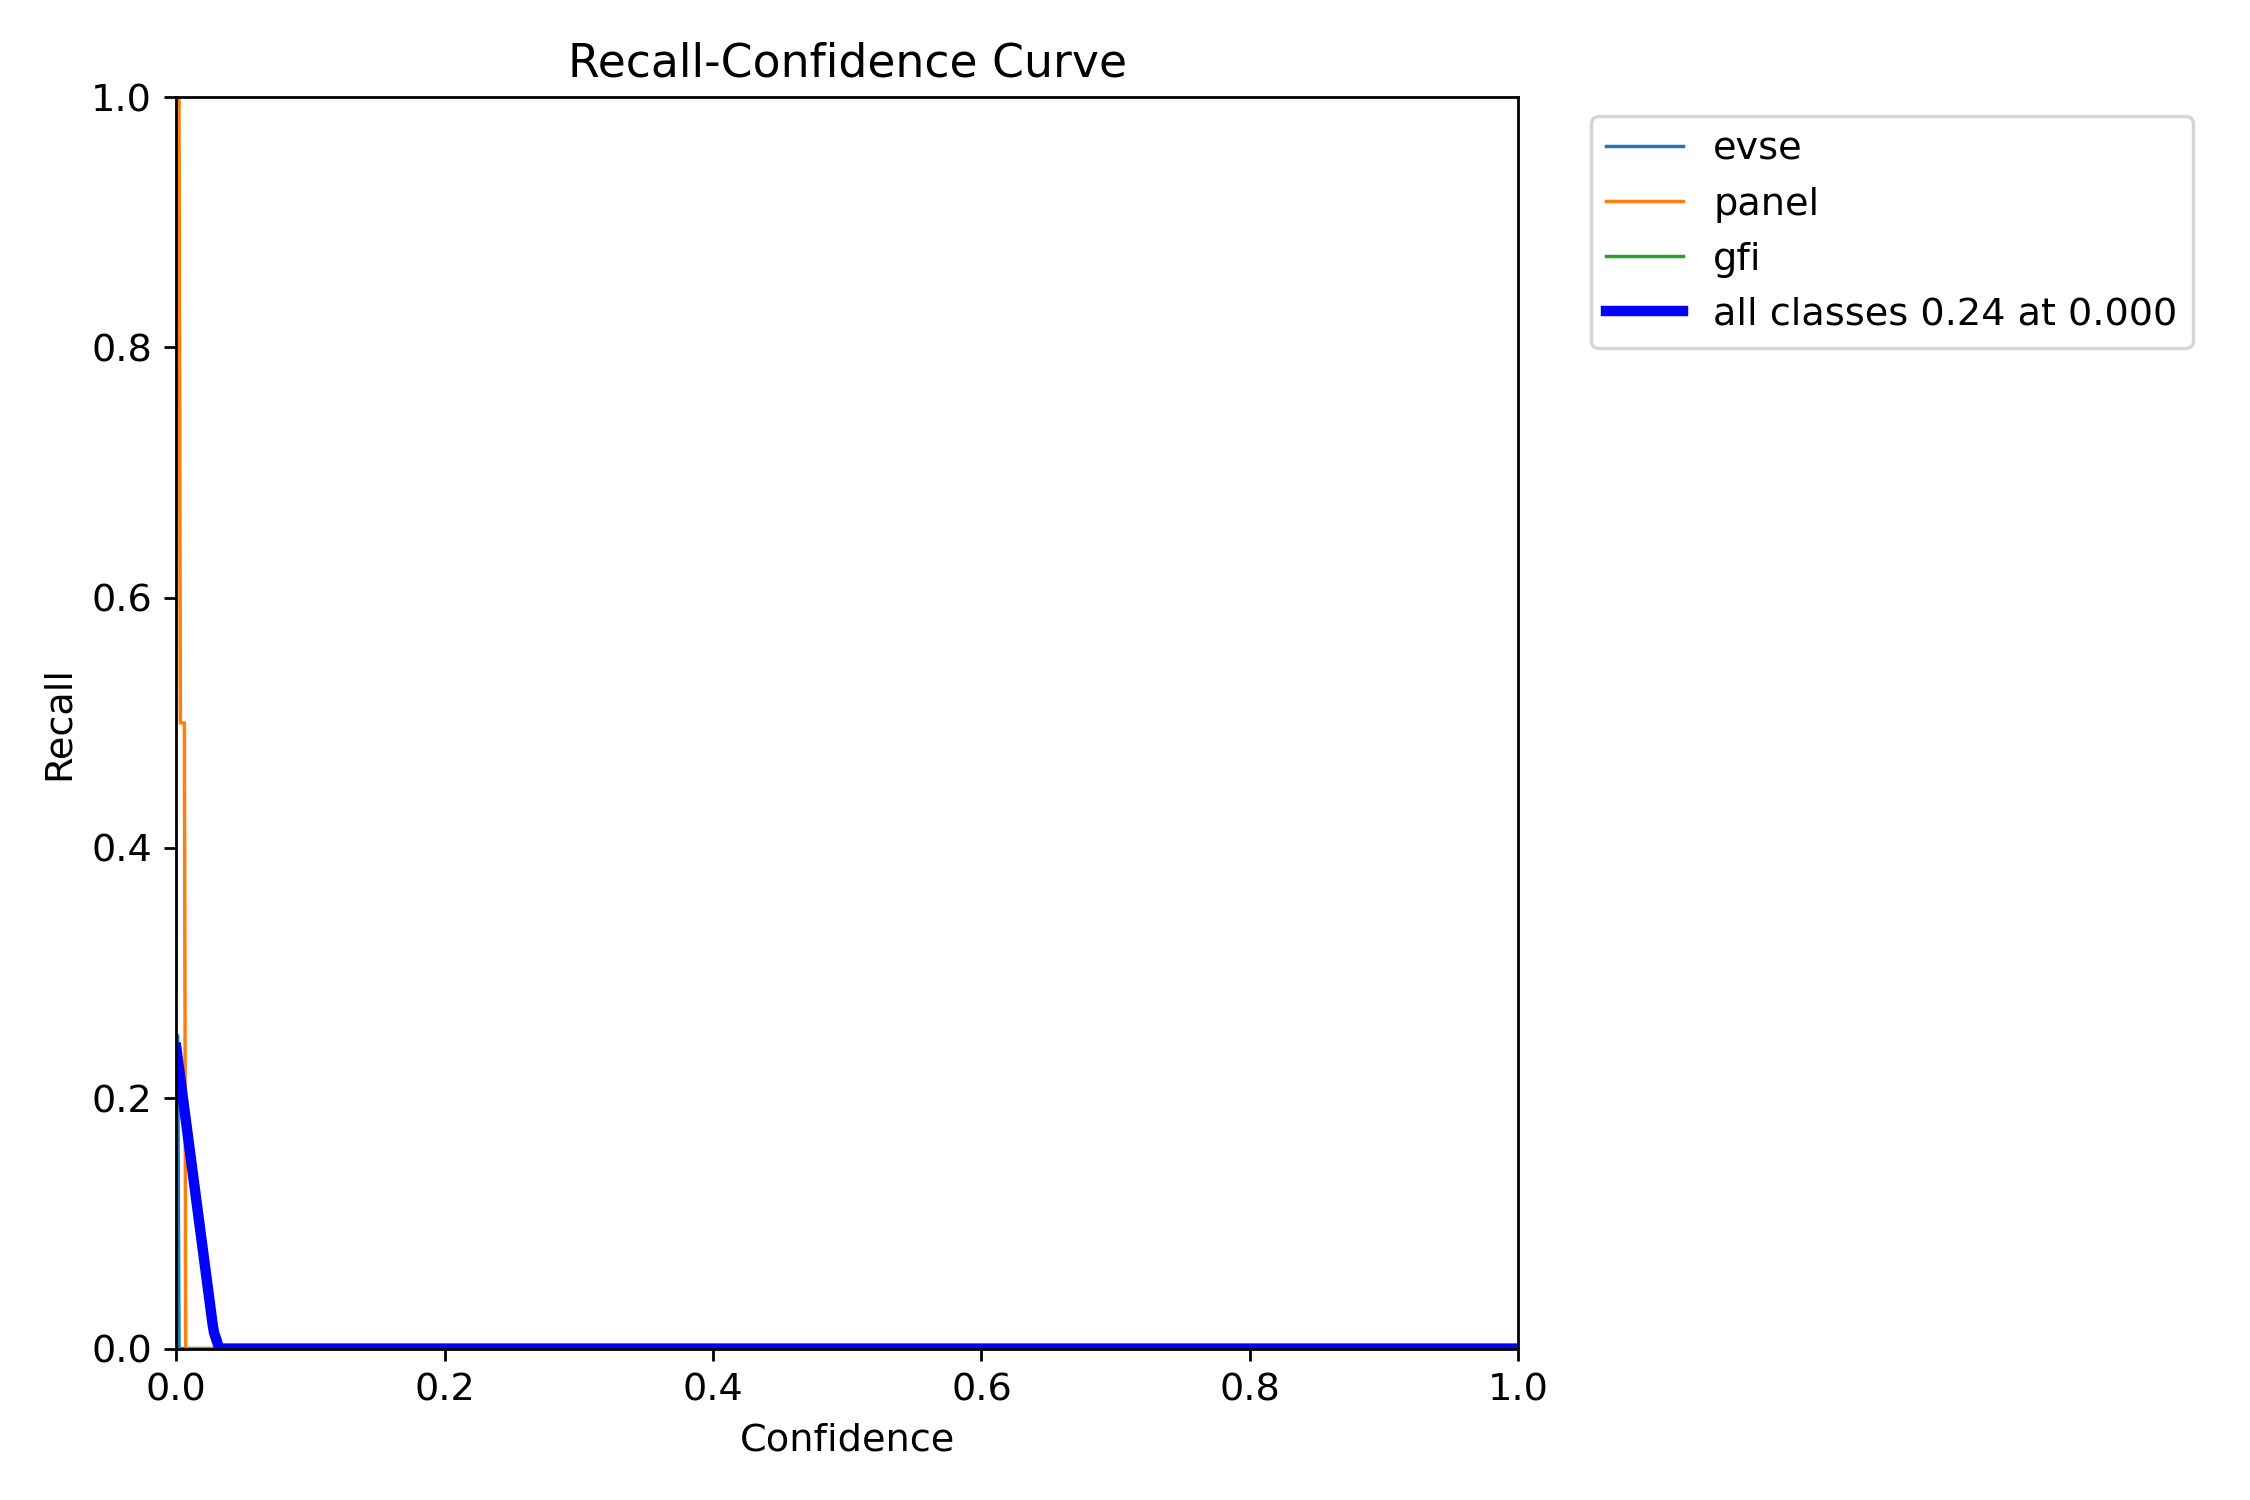 Recall-Confidence Curve
1.0
0.8
0.6
0.4
0.2
0.0
Recall
0.0 0.2 0.4 0.6 0.8 1.0
Confidence
evse
panel
gfi
all classes 0.24 at 0.000